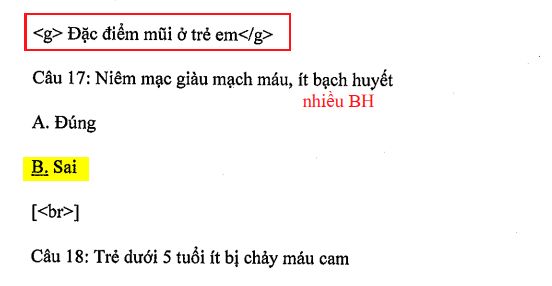 <g> Đặc điểm mũi ở trẻ em</g>
Câu 17: Niêm mạc giàu mạch máu, ít bạch huyết
nhiều BH
A. Đúng
B. Sai
[<br>]
Câu 18: Trẻ dưới 5 tuổi ít bị chảy máu cam